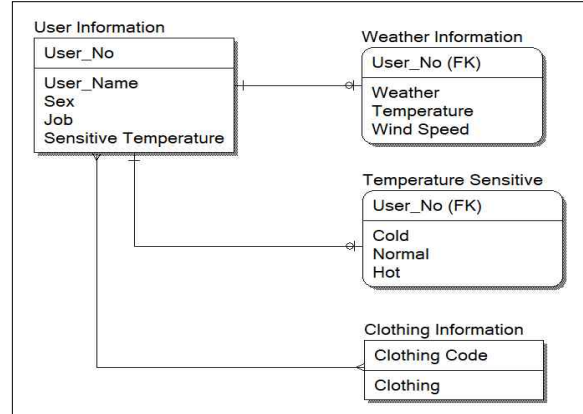 User Information
User_No
User_Name
Sex
Job
Sensitive Temperature
Weather Information
User_No (FK)
Weather
Temperature
Wind Speed
Temperature Sensitive
User_No (FK)
Cold
Normal
Hot
Clothing Information
Clothing Code
Clothing